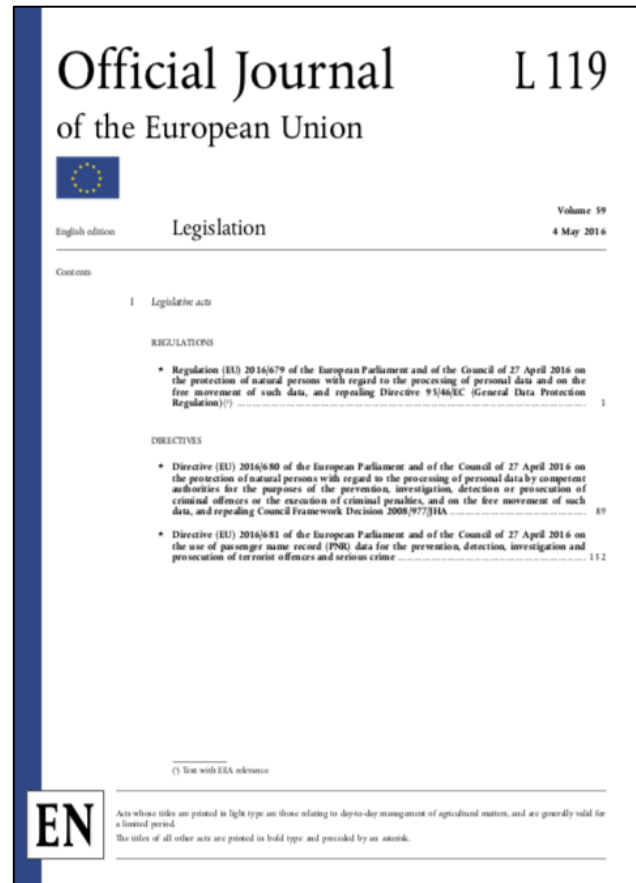 Official Journal L 119
of the European Union
Volume 59
English edition Legislation 4 May 2016
Contents
I Legislative acts
REGULATIONS
★ Regulation (EU) 2016/679 of the European Parliament and of the Council of 27 April 2016 on
the protection of natural persons with regard to the processing of personal data and on the
free movement of such data, and repealing Directive 95/46/EC (General Data Protection
Regulation) (¹) ........................................................................ 1
DIRECTIVES
★ Directive (EU) 2016/680 of the European Parliament and of the Council of 27 April 2016 on
the protection of natural persons with regard to the processing of personal data by competent
authorities for the purposes of the prevention, investigation, detection or prosecution of
criminal offences or the execution of criminal penalties, and on the free movement of such
data, and repealing Council Framework Decision 2008/977/JHA ........................ 89
★ Directive (EU) 2016/681 of the European Parliament and of the Council of 27 April 2016 on
the use of passenger name record (PNR) data for the prevention, detection, investigation and
prosecution of terrorist offences and serious crime ........................................ 132
(¹) Text with EEA relevance
EN
Acts whose titles are printed in light type are those relating to day-to-day management of agricultural matters, and are generally valid for
a limited period.
The titles of all other acts are printed in bold type and preceded by an asterisk.